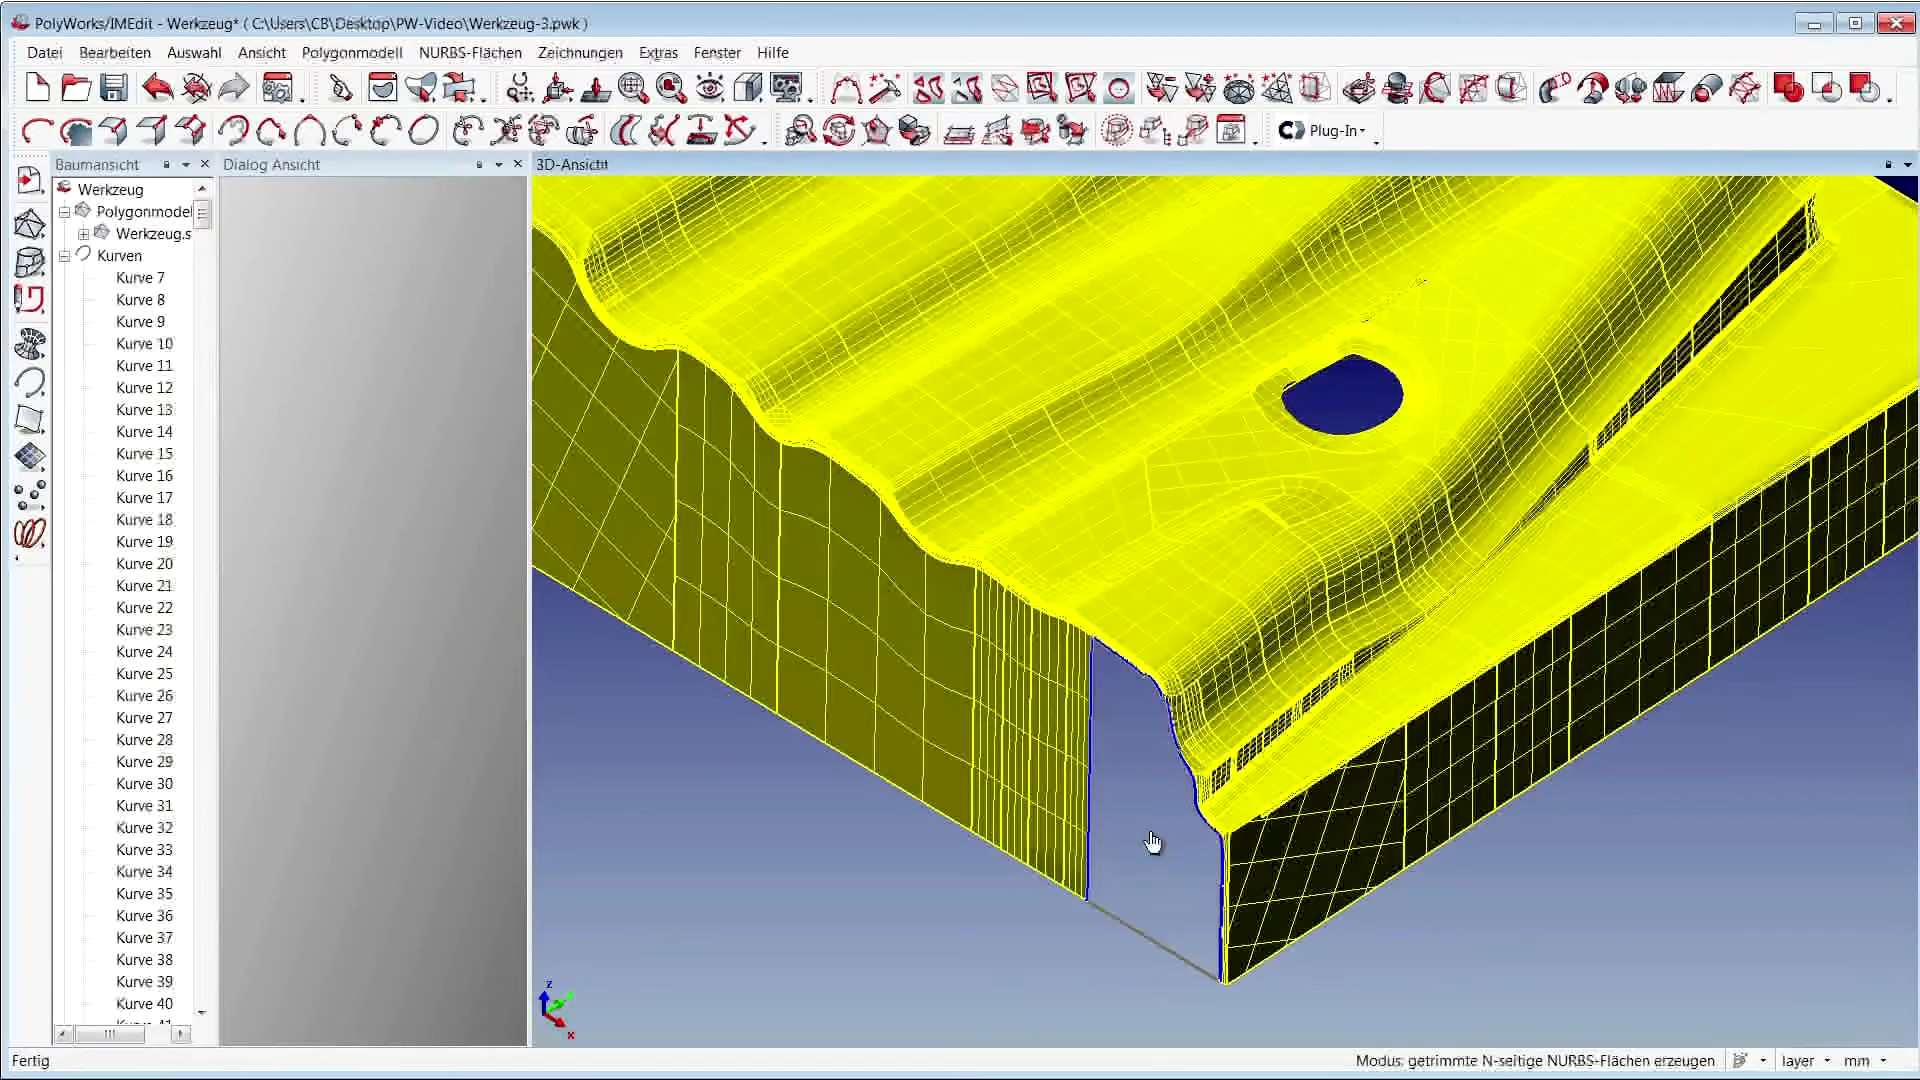 PolyWorks/IMEdit - Werkzeug* ( C:\Users\CB\Desktop\PW-Video\Werkzeug-3.pwk )
Datei Bearbeiten Auswahl Ansicht Polygonmodell NURBS-Flächen Zeichnungen Extras Fenster Hilfe
Plug-In
Baumansicht
Dialog Ansicht
3D-Ansicht
Werkzeug
Polygonmodel
Werkzeug.s
Kurven
Kurve 7
Kurve 8
Kurve 9
Kurve 10
Kurve 11
Kurve 12
Kurve 13
Kurve 14
Kurve 15
Kurve 16
Kurve 17
Kurve 18
Kurve 19
Kurve 20
Kurve 21
Kurve 22
Kurve 23
Kurve 24
Kurve 25
Kurve 26
Kurve 27
Kurve 28
Kurve 29
Kurve 30
Kurve 31
Kurve 32
Kurve 33
Kurve 34
Kurve 35
Kurve 36
Kurve 37
Kurve 38
Kurve 39
Kurve 40
z
x
Fertig
Modus: getrimmte N-seitige NURBS-Flächen erzeugen
layer
mm